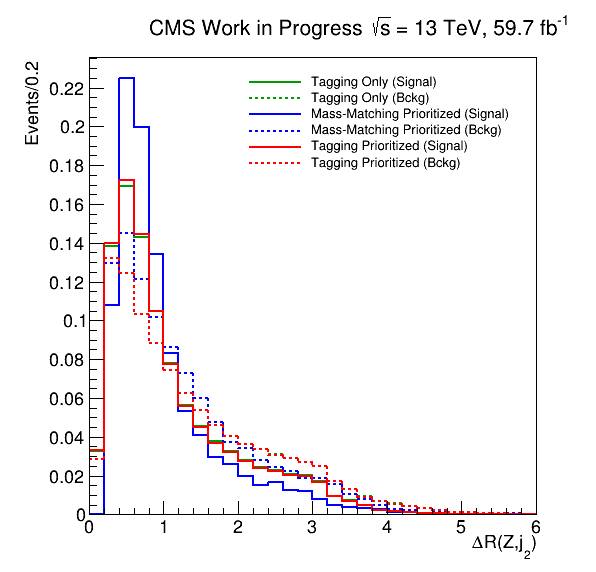 CMS Work in Progress √s = 13 TeV, 59.7 fb⁻¹
Events/0.2
Tagging Only (Signal)
Tagging Only (Bckg)
Mass-Matching Prioritized (Signal)
Mass-Matching Prioritized (Bckg)
Tagging Prioritized (Signal)
Tagging Prioritized (Bckg)
0.22
0.2
0.18
0.16
0.14
0.12
0.1
0.08
0.06
0.04
0.02
0
0 1 2 3 4 5 6
ΔR(Z,j₂)